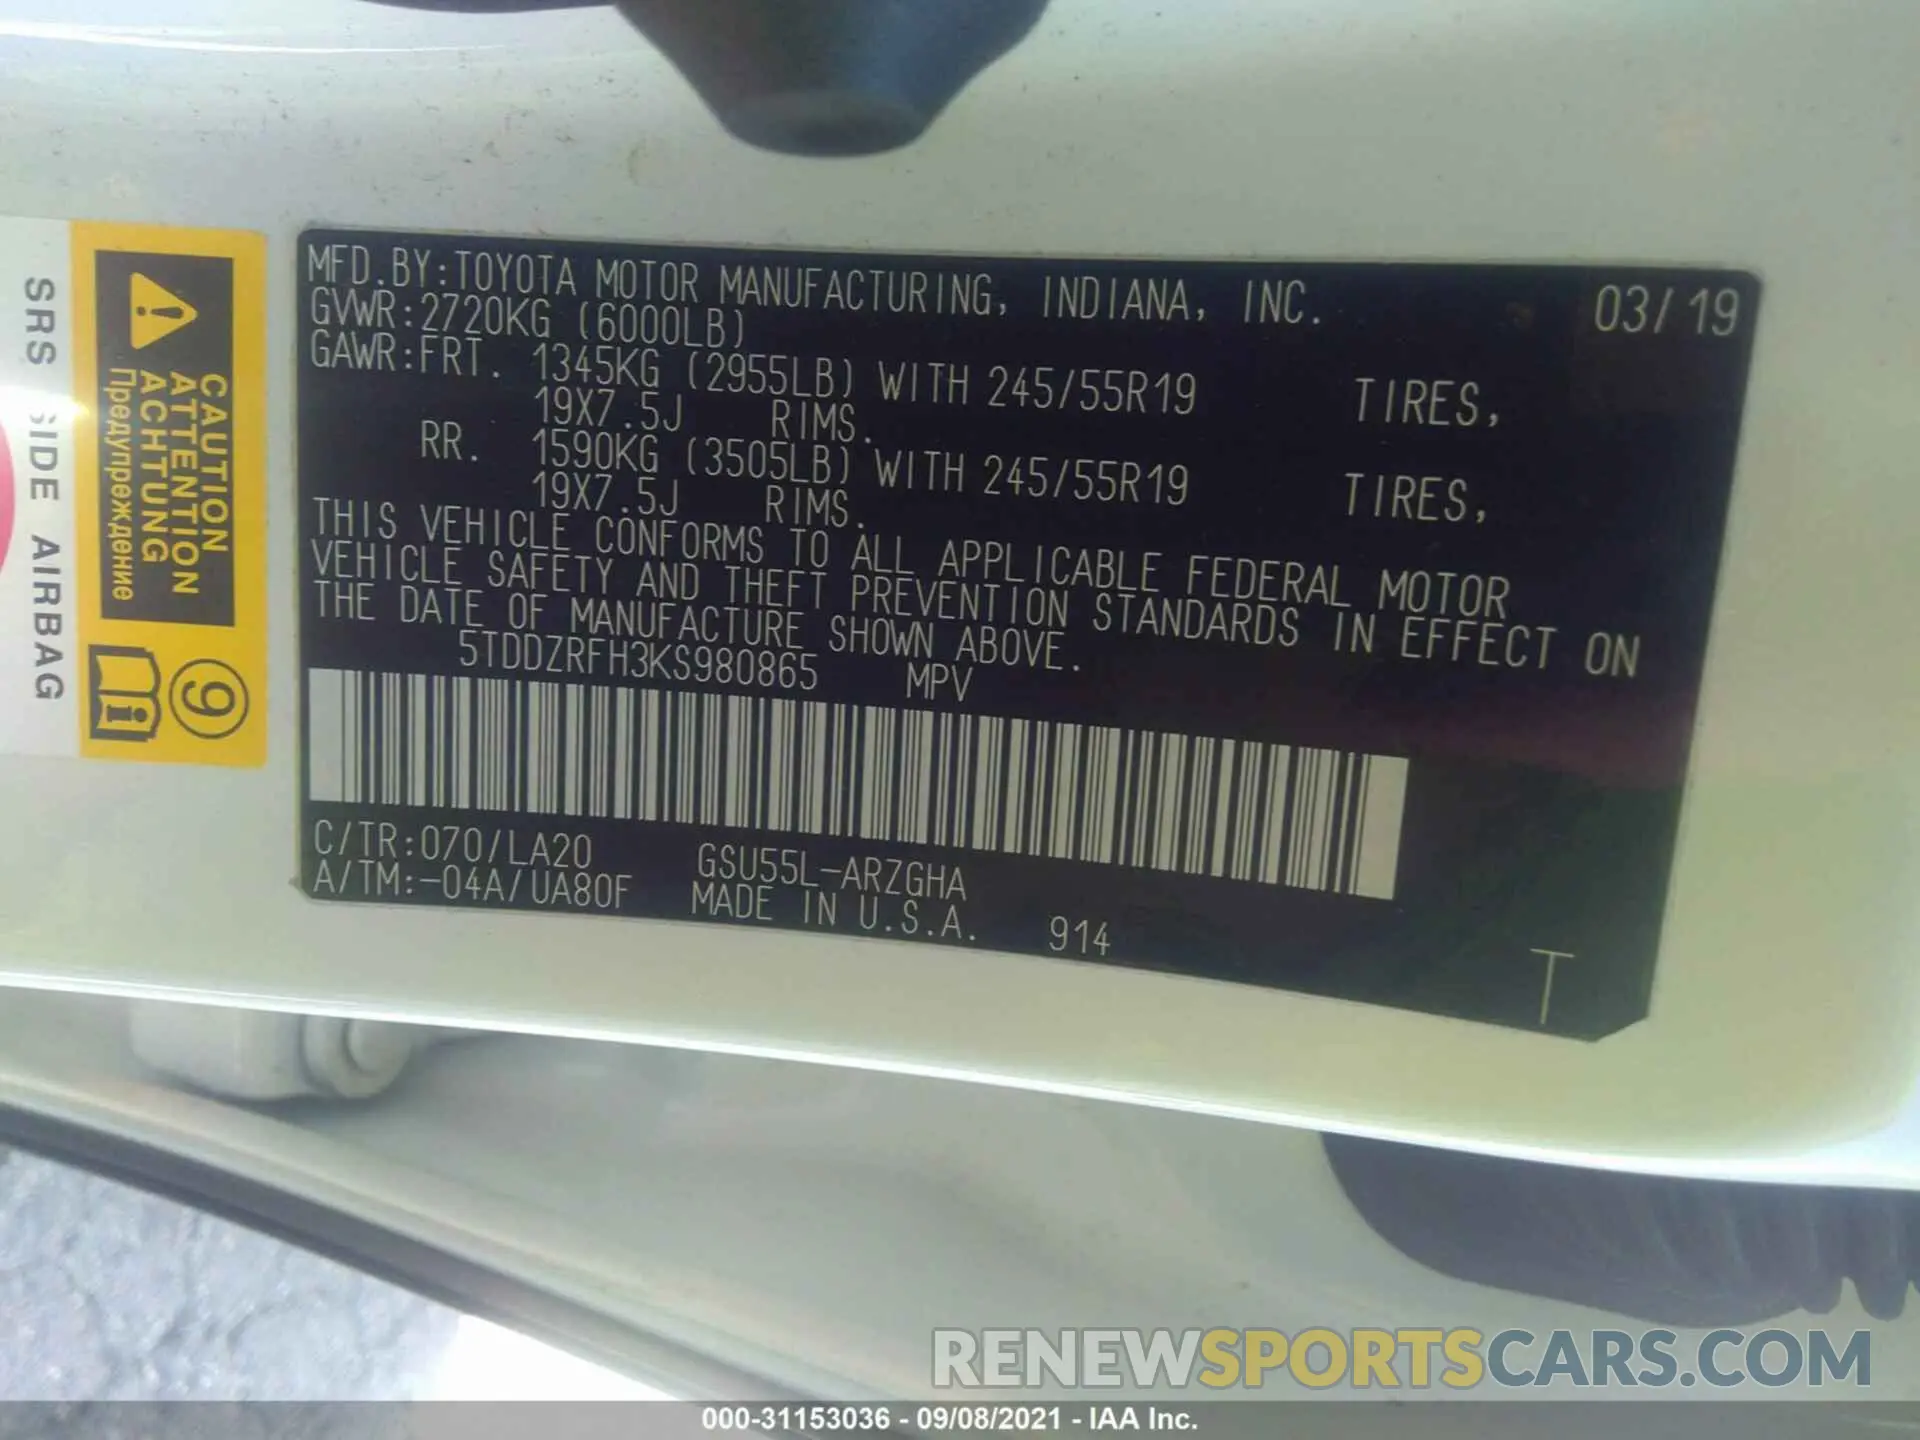 MFD.BY:TOYOTA MOTOR MANUFACTURING, INDIANA, INC. 03/19
GVWR:2720KG (6000LB)
GAWR:FRT. 1345KG (2955LB) WITH 245/55R19 TIRES,
19X7.5J RIMS.
RR. 1590KG (3505LB) WITH 245/55R19 TIRES,
19X7.5J RIMS.
THIS VEHICLE CONFORMS TO ALL APPLICABLE FEDERAL MOTOR
VEHICLE SAFETY AND THEFT PREVENTION STANDARDS IN EFFECT ON
THE DATE OF MANUFACTURE SHOWN ABOVE.
5TDDZRFH3KS980865 MPV
C/TR:070/LA20 GSU55L-ARZGHA
A/TM:-04A/UA80F MADE IN U.S.A. 914
T
CAUTION
ATTENTION
ACHTUNG
Предупреждение
9
SRS SIDE AIRBAG
RENEWSPORTSCARS.COM
000-31153036 - 09/08/2021 - IAA Inc.